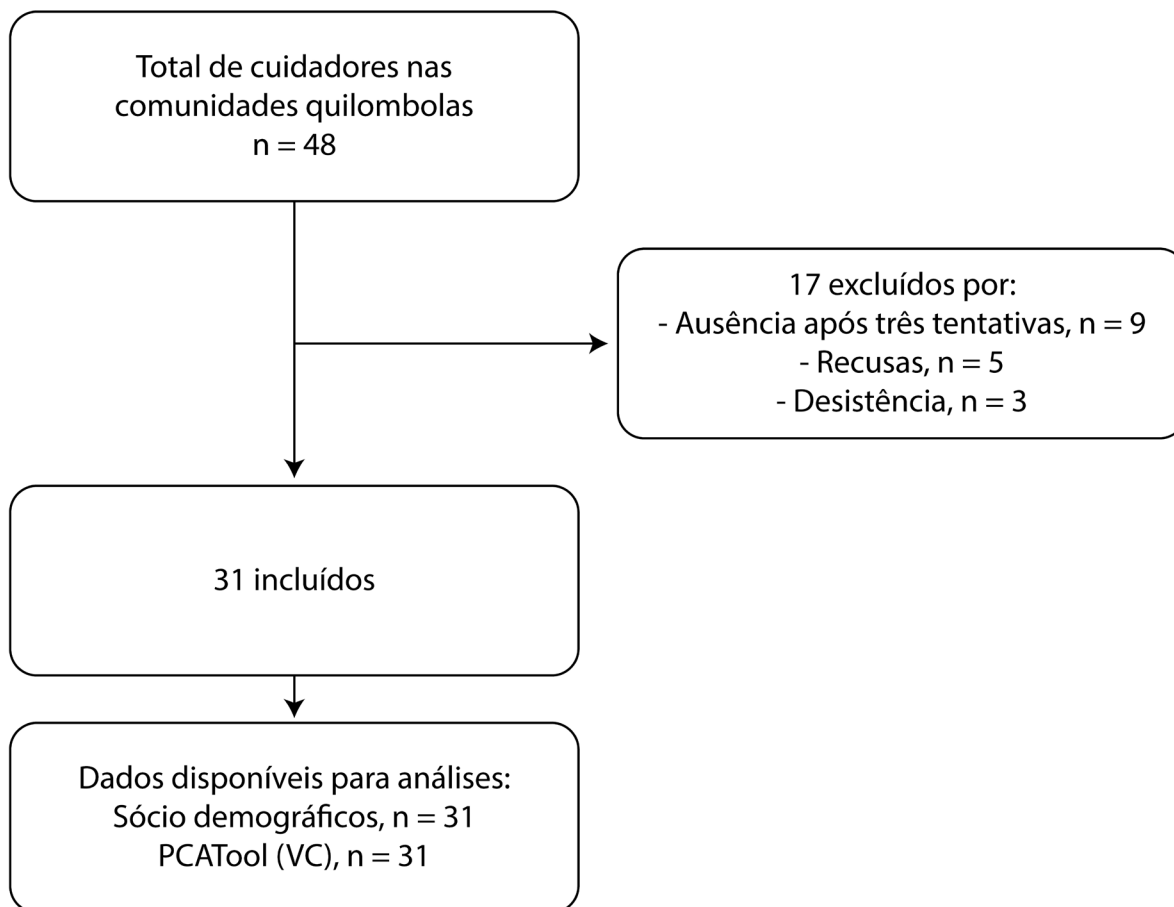 Total de cuidadores nas
comunidades quilombolas
n = 48
17 excluídos por:
- Ausência após três tentativas, n = 9
- Recusas, n = 5
- Desistência, n = 3
31 incluídos
Dados disponíveis para análises:
Sócio demográficos, n = 31
PCATool (VC), n = 31